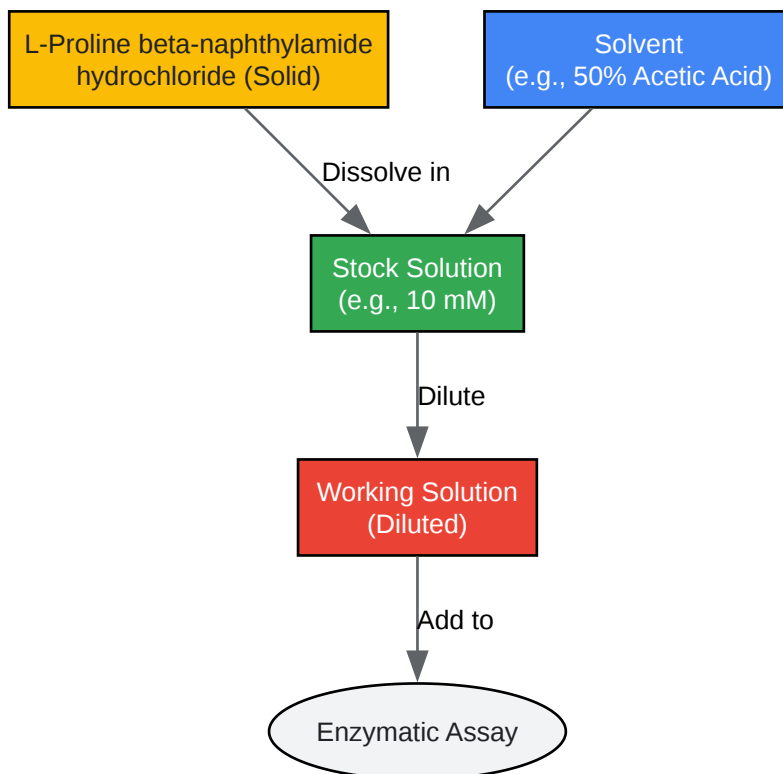 L-Proline beta-naphthylamide
hydrochloride (Solid)
Solvent
(e.g., 50% Acetic Acid)
Dissolve in
Stock Solution
(e.g., 10 mM)
Dilute
Working Solution
(Diluted)
Add to
Enzymatic Assay